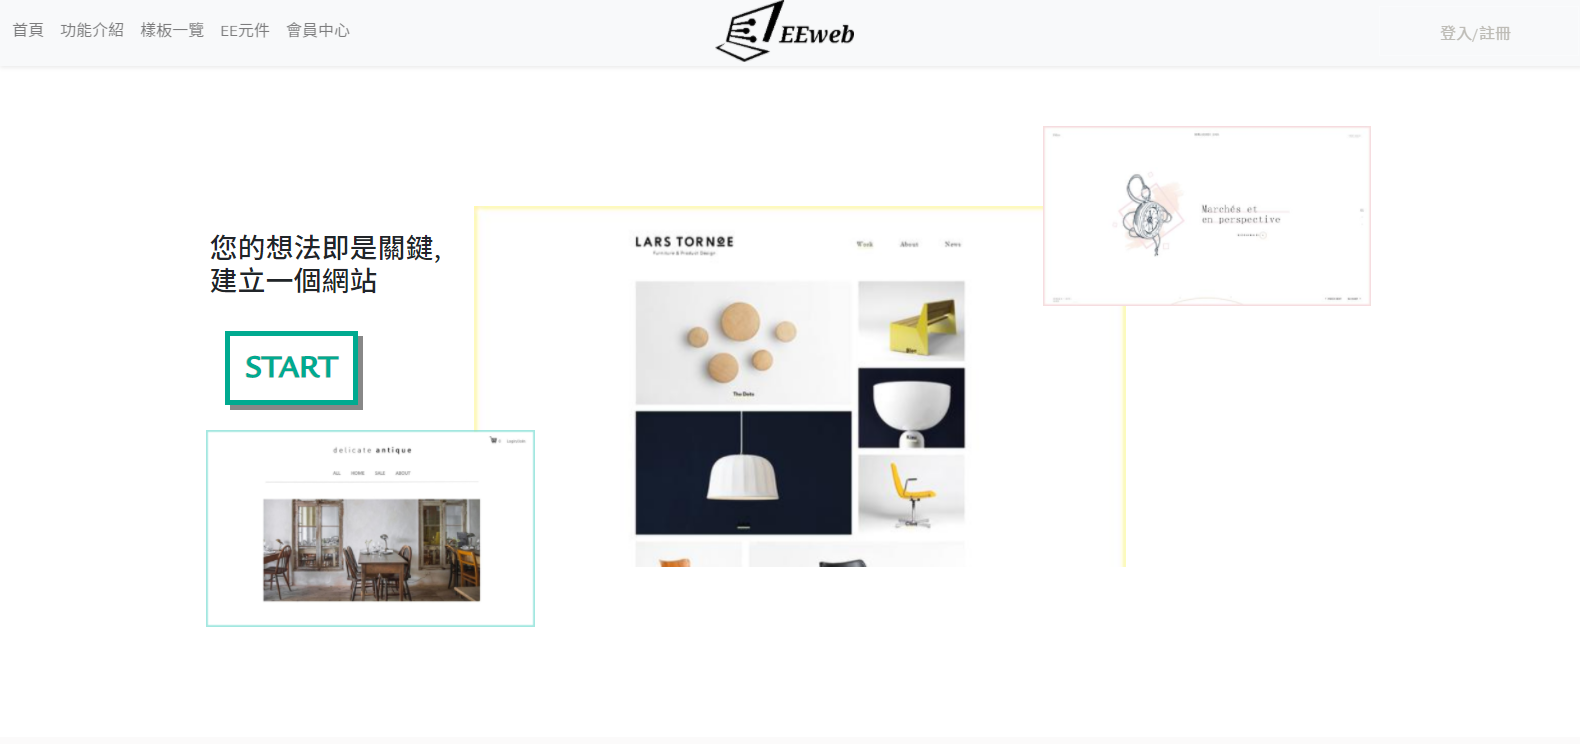 首頁 功能介紹 樣板一覽 EE元件 會員中心
EEweb
登入/註冊
您的想法即是關鍵,
建立一個網站
START
LARS TORNØE
Furniture & Product Design
Work About News
The Dots
Marchés et
en perspective
delicate antique
ALL HOME SALE ABOUT